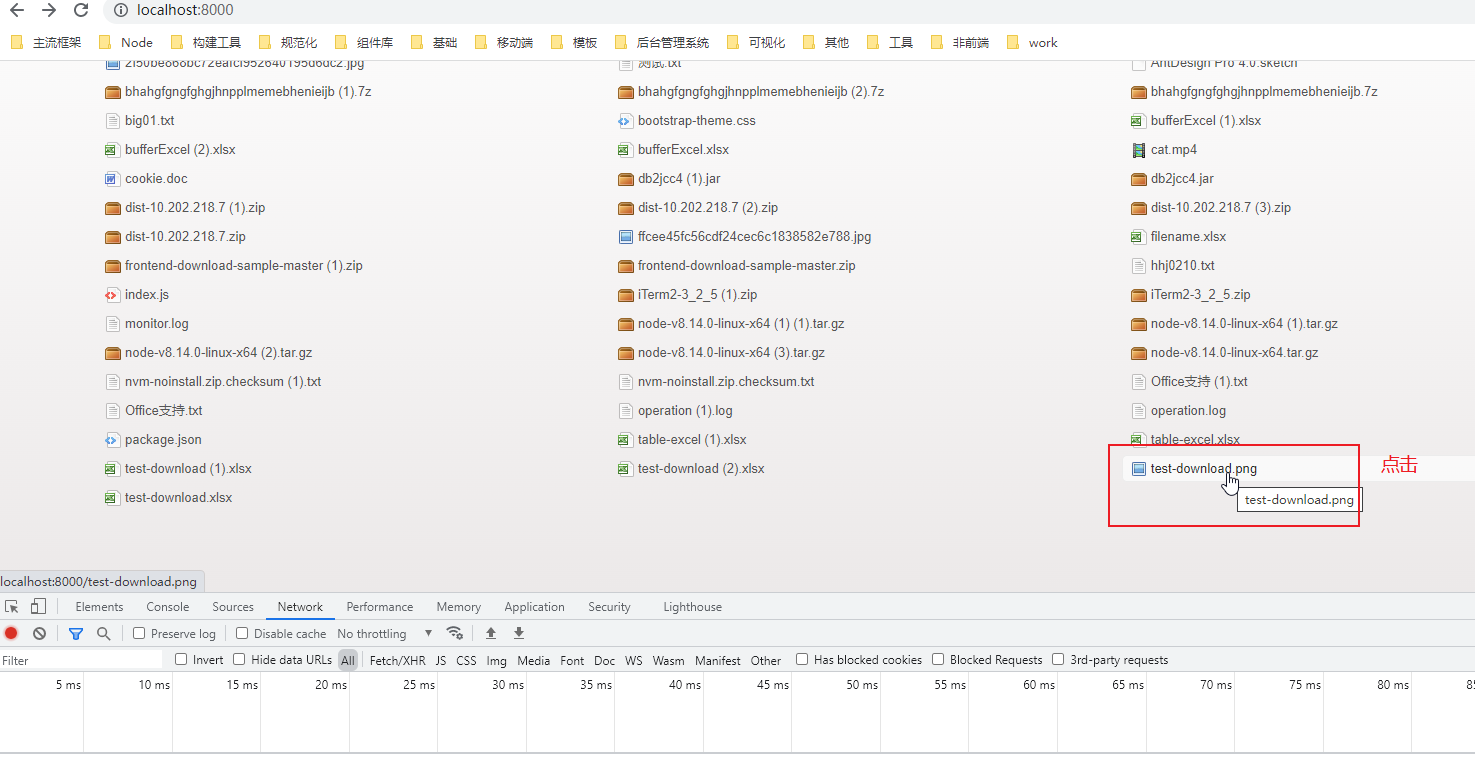 localhost:8000
主流框架 Node 构建工具 规范化 组件库 基础 移动端 模板 后台管理系统 可视化 其他 工具 非前端 work
2f50be868bc72eafcf952640195d6dc2.jpg 测试.txt AntDesign Pro 4.0.sketch
bhahgfgngfghgjhnpplmemebhenieijb (1).7z bhahgfgngfghgjhnpplmemebhenieijb (2).7z bhahgfgngfghgjhnpplmemebhenieijb.7z
big01.txt bootstrap-theme.css bufferExcel (1).xlsx
bufferExcel (2).xlsx bufferExcel.xlsx cat.mp4
cookie.doc db2jcc4 (1).jar db2jcc4.jar
dist-10.202.218.7 (1).zip dist-10.202.218.7 (2).zip dist-10.202.218.7 (3).zip
dist-10.202.218.7.zip ffcee45fc56cdf24cec6c1838582e788.jpg filename.xlsx
frontend-download-sample-master (1).zip frontend-download-sample-master.zip hhj0210.txt
index.js iTerm2-3_2_5 (1).zip iTerm2-3_2_5.zip
monitor.log node-v8.14.0-linux-x64 (1) (1).tar.gz node-v8.14.0-linux-x64 (1).tar.gz
node-v8.14.0-linux-x64 (2).tar.gz node-v8.14.0-linux-x64 (3).tar.gz node-v8.14.0-linux-x64.tar.gz
nvm-noinstall.zip.checksum (1).txt nvm-noinstall.zip.checksum.txt Office支持 (1).txt
Office支持.txt operation (1).log operation.log
package.json table-excel (1).xlsx table-excel.xlsx
test-download (1).xlsx test-download (2).xlsx test-download.png 点击
test-download.xlsx test-download.png
localhost:8000/test-download.png
Elements Console Sources Network Performance Memory Application Security Lighthouse
Preserve log Disable cache No throttling
Filter Invert Hide data URLs All Fetch/XHR JS CSS Img Media Font Doc WS Wasm Manifest Other Has blocked cookies Blocked Requests 3rd-party requests
5 ms 10 ms 15 ms 20 ms 25 ms 30 ms 35 ms 40 ms 45 ms 50 ms 55 ms 60 ms 65 ms 70 ms 75 ms 80 ms